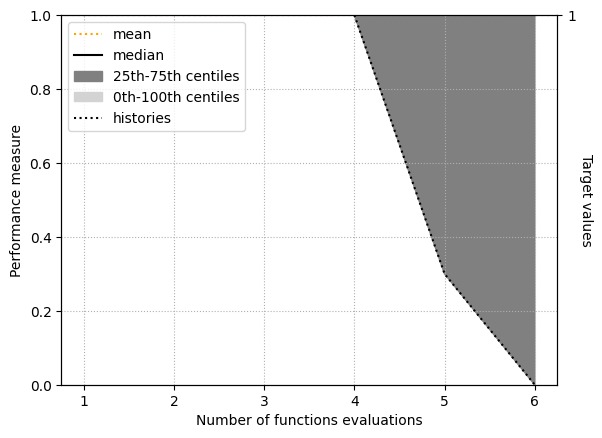 1.0
0.8
0.6
0.4
0.2
0.0
Performance measure
mean
median
25th-75th centiles
0th-100th centiles
histories
1
Target values
1 2 3 4 5 6
Number of functions evaluations